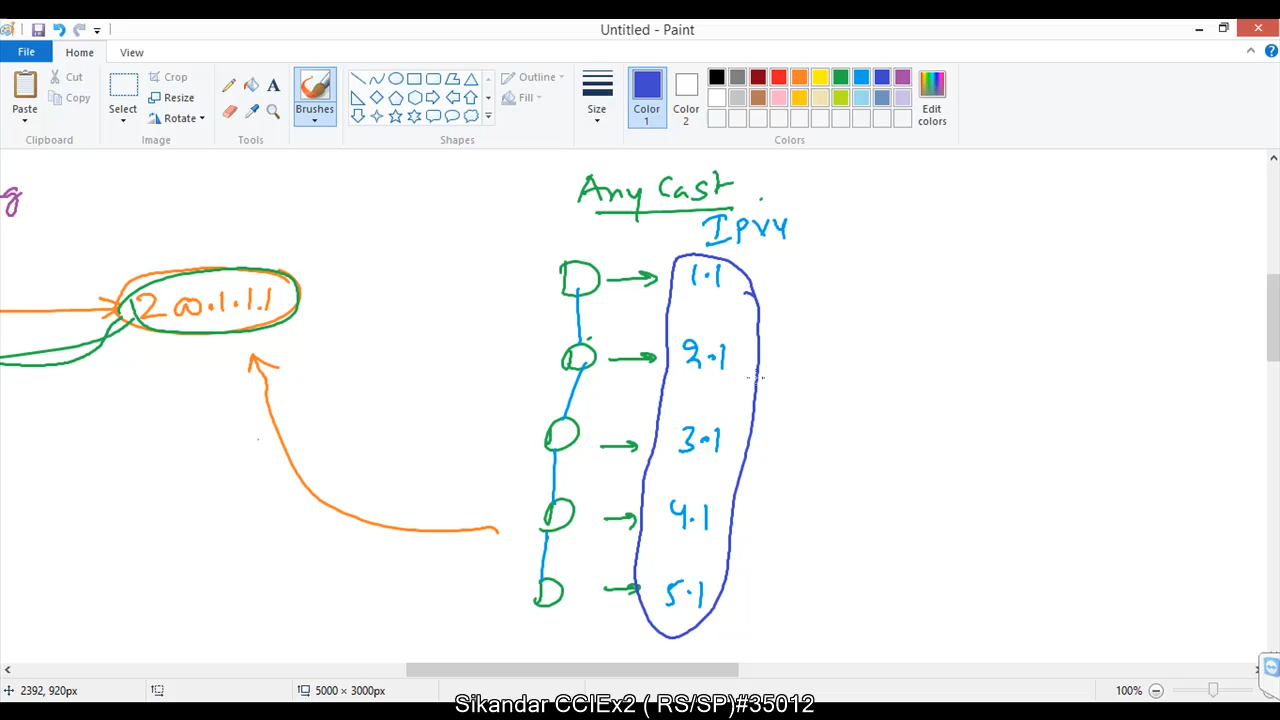 Untitled - Paint
File Home View
Paste
Cut
Copy
Clipboard
Select
Crop
Resize
Rotate
Image
Tools
Brushes
Outline
Fill
Shapes
Size
Color 1
Color 2
Edit colors
Colors
g
Any Cast
Ipv4
D 1.1
200.1.1.1
D 2.1
D 3.1
D 4.1
D 5.1
2392, 920px
5000 × 3000px
100%
Sikandar CCIEx2 ( RS/SP)#35012